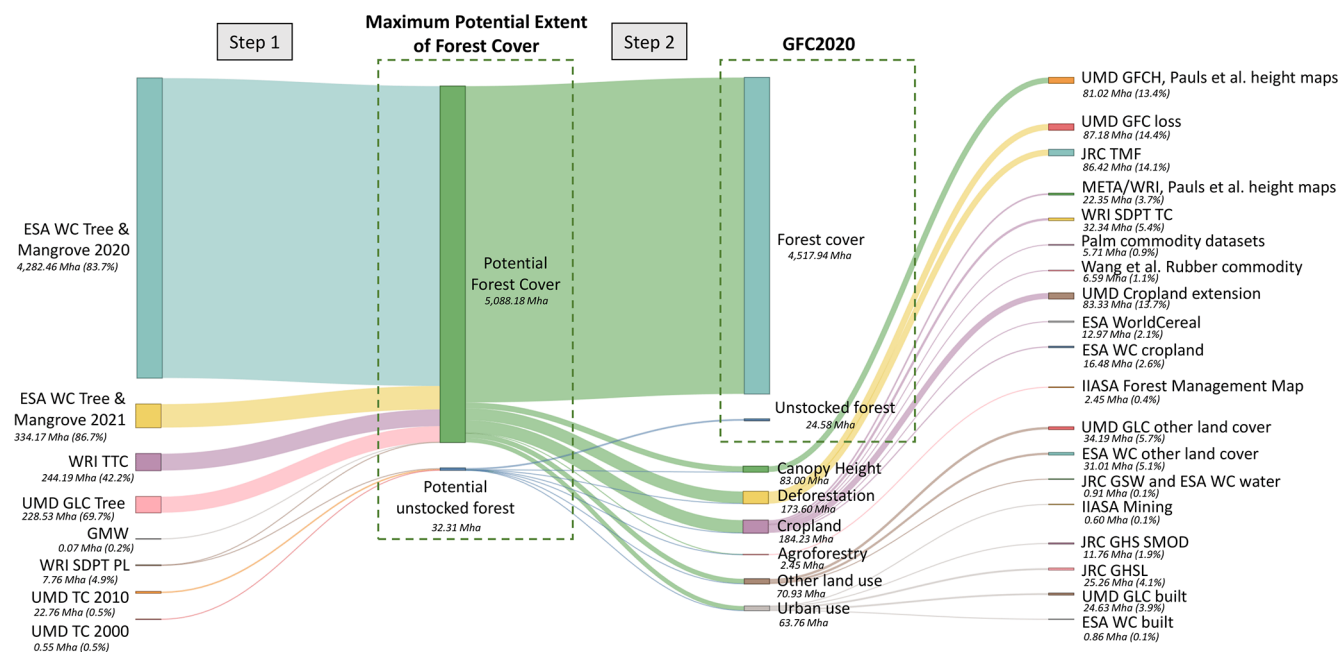 Step 1
Maximum Potential Extent
of Forest Cover
Step 2
GFC2020
ESA WC Tree &
Mangrove 2020
4,282.46 Mha (83.7%)
ESA WC Tree &
Mangrove 2021
334.17 Mha (86.7%)
WRI TTC
244.19 Mha (42.2%)
UMD GLC Tree
228.53 Mha (69.7%)
GMW
0.07 Mha (0.2%)
WRI SDPT PL
7.76 Mha (4.9%)
UMD TC 2010
22.76 Mha (0.5%)
UMD TC 2000
0.55 Mha (0.5%)
Potential
Forest Cover
5,088.18 Mha
Potential
unstocked forest
32.31 Mha
Forest cover
4,517.94 Mha
Unstocked forest
24.58 Mha
Canopy Height
83.00 Mha
Deforestation
173.60 Mha
Cropland
184.23 Mha
Agroforestry
2.45 Mha
Other land use
70.93 Mha
Urban use
63.76 Mha
UMD GFCH, Pauls et al. height maps
81.02 Mha (13.4%)
UMD GFC loss
87.18 Mha (14.4%)
JRC TMF
86.42 Mha (14.1%)
META/WRI, Pauls et al. height maps
22.35 Mha (3.7%)
WRI SDPT TC
32.34 Mha (5.4%)
Palm commodity datasets
5.71 Mha (0.9%)
Wang et al. Rubber commodity
6.59 Mha (1.1%)
UMD Cropland extension
83.33 Mha (13.7%)
ESA WorldCereal
12.97 Mha (2.1%)
ESA WC cropland
16.48 Mha (2.6%)
IIASA Forest Management Map
2.45 Mha (0.4%)
UMD GLC other land cover
34.19 Mha (5.7%)
ESA WC other land cover
31.01 Mha (5.1%)
JRC GSW and ESA WC water
0.91 Mha (0.1%)
IIASA Mining
0.60 Mha (0.1%)
JRC GHS SMOD
11.76 Mha (1.9%)
JRC GHSL
25.26 Mha (4.1%)
UMD GLC built
24.63 Mha (3.9%)
ESA WC built
0.86 Mha (0.1%)